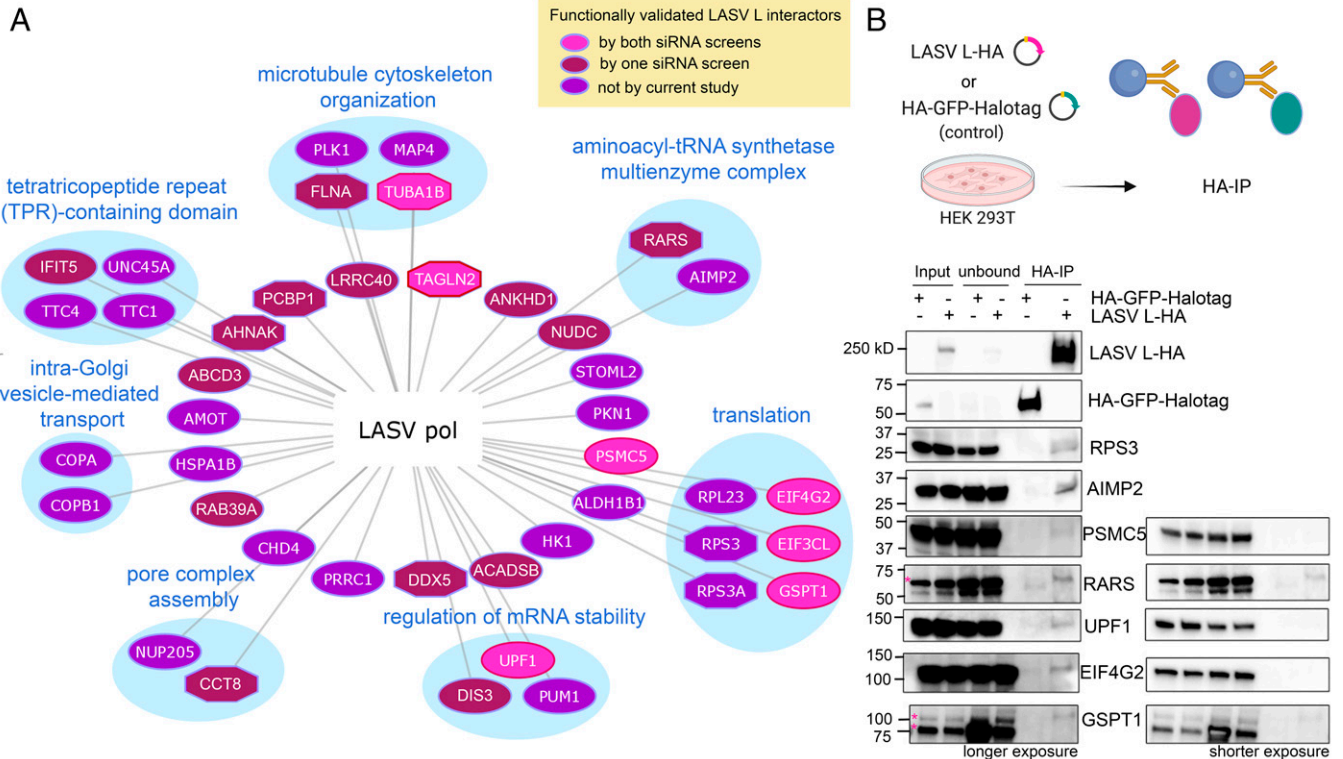 A
Functionally validated LASV L interactors
by both siRNA screens
by one siRNA screen
not by current study
microtubule cytoskeleton
organization
PLK1
MAP4
FLNA
TUBA1B
aminoacyl-tRNA synthetase
multienzyme complex
RARS
AIMP2
tetratricopeptide repeat
(TPR)-containing domain
IFIT5
UNC45A
TTC4
TTC1
LRRC40
TAGLN2
PCBP1
ANKHD1
AHNAK
NUDC
ABCD3
STOML2
intra-Golgi
vesicle-mediated
transport
COPA
COPB1
AMOT
PKN1
LASV pol
HSPA1B
PSMC5
RAB39A
ALDH1B1
translation
RPL23
EIF4G2
RPS3
EIF3CL
RPS3A
GSPT1
CHD4
HK1
PRRC1
DDX5
ACADSB
pore complex
assembly
NUP205
CCT8
regulation of mRNA stability
UPF1
DIS3
PUM1
B
LASV L-HA
or
HA-GFP-Halotag
(control)
HEK 293T
HA-IP
Input unbound HA-IP
+ - + - + - HA-GFP-Halotag
- + - + - + LASV L-HA
250 kD LASV L-HA
75
50
HA-GFP-Halotag
37
25
RPS3
37
25
AIMP2
50
37
PSMC5
75
50
*
RARS
150
UPF1
150
100
EIF4G2
100
75
*
*
GSPT1
longer exposure
shorter exposure